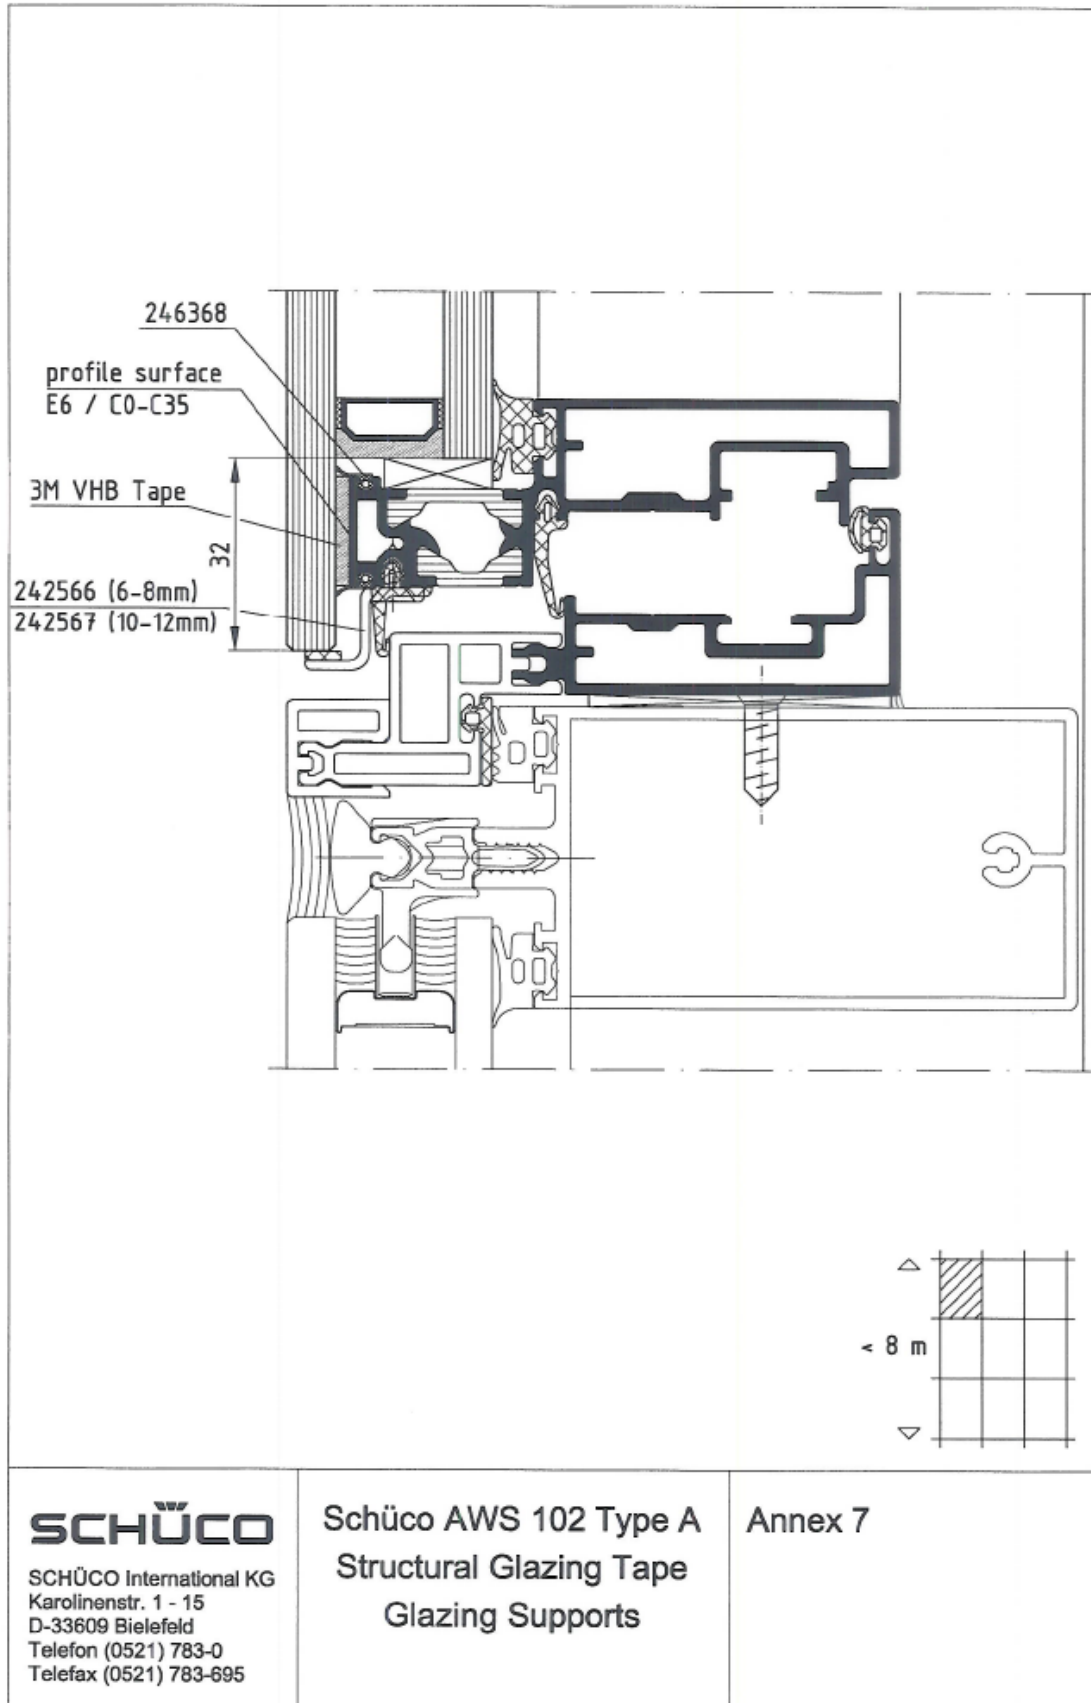 246368
profile surface
E6 / C0-C35
3M VHB Tape
32
242566 (6-8mm)
242567 (10-12mm)
< 8 m
SCHÜCO
SCHÜCO International KG
Karolinenstr. 1 - 15
D-33609 Bielefeld
Telefon (0521) 783-0
Telefax (0521) 783-695
Schüco AWS 102 Type A
Structural Glazing Tape
Glazing Supports
Annex 7